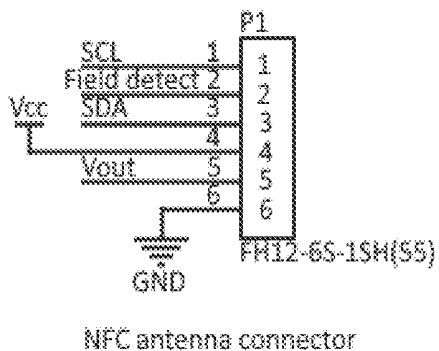 P1
SCL 1 1
Field detect 2 2
SDA 3 3
Vcc 4 4
Vout 5 5
6 6
FH12-6S-1SH(55)
GND
NFC antenna connector